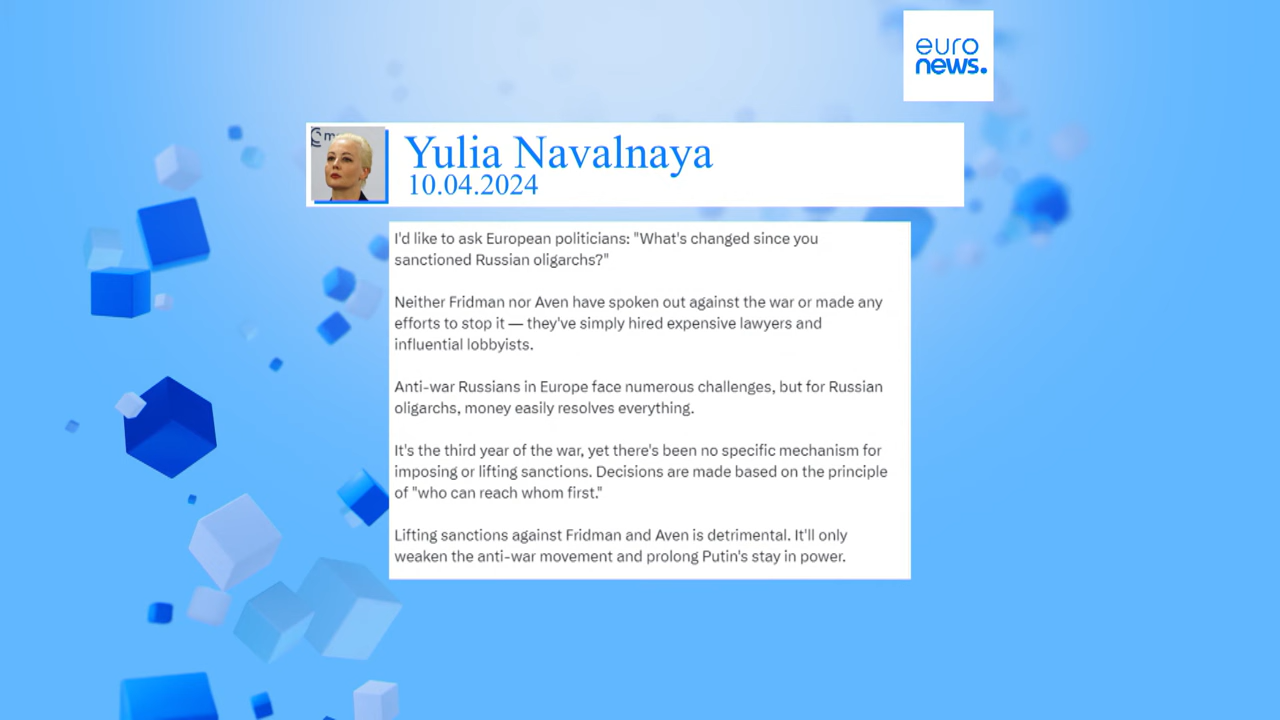 euro
news.
Yulia Navalnaya
10.04.2024
I'd like to ask European politicians: "What's changed since you
sanctioned Russian oligarchs?"
Neither Fridman nor Aven have spoken out against the war or made any
efforts to stop it — they've simply hired expensive lawyers and
influential lobbyists.
Anti-war Russians in Europe face numerous challenges, but for Russian
oligarchs, money easily resolves everything.
It's the third year of the war, yet there's been no specific mechanism for
imposing or lifting sanctions. Decisions are made based on the principle
of "who can reach whom first."
Lifting sanctions against Fridman and Aven is detrimental. It'll only
weaken the anti-war movement and prolong Putin's stay in power.